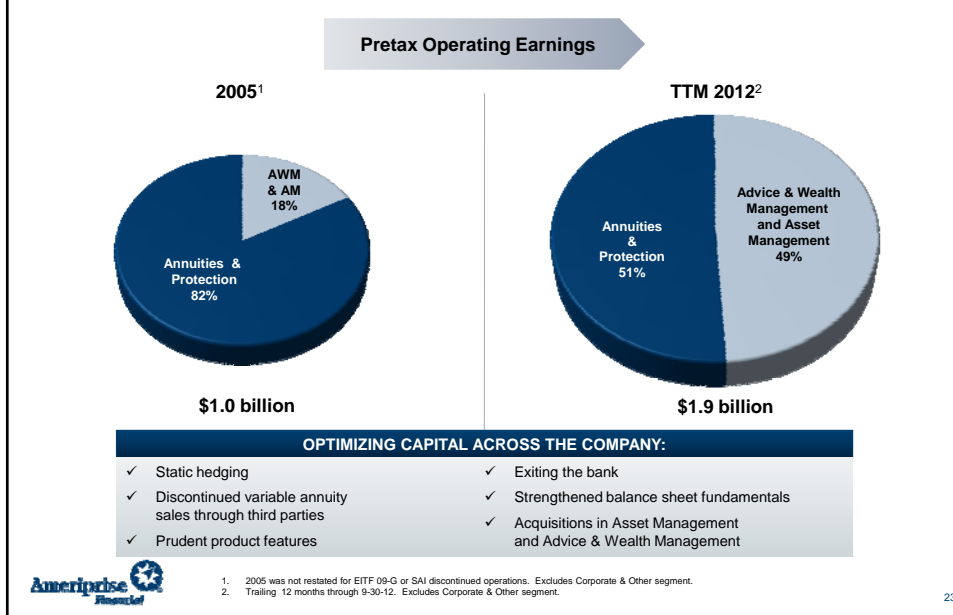 Pretax Operating Earnings
2005¹
TTM 2012²
AWM
& AM
18%
Annuities &
Protection
82%
Annuities
&
Protection
51%
Advice & Wealth
Management
and Asset
Management
49%
$1.0 billion
$1.9 billion
OPTIMIZING CAPITAL ACROSS THE COMPANY:
✓ Static hedging
✓ Discontinued variable annuity
sales through third parties
✓ Prudent product features
✓ Exiting the bank
✓ Strengthened balance sheet fundamentals
✓ Acquisitions in Asset Management
and Advice & Wealth Management
Ameriprise
Financial
1. 2005 was not restated for EITF 09-G or SAI discontinued operations. Excludes Corporate & Other segment.
2. Trailing 12 months through 9-30-12. Excludes Corporate & Other segment.
23